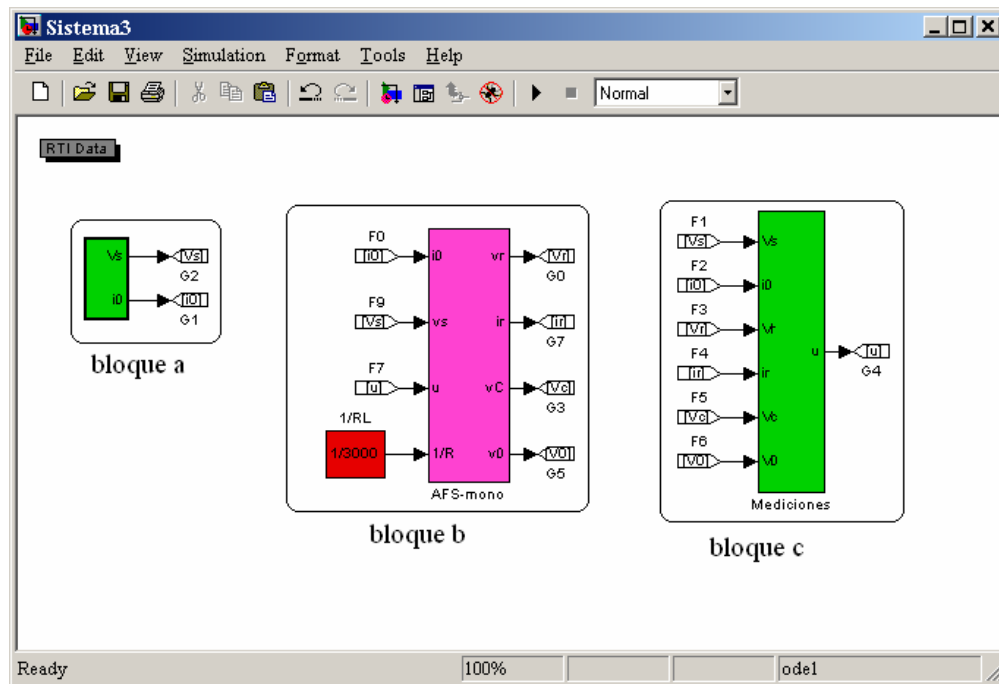 Sistema3
File Edit View Simulation Format Tools Help
Normal
RTI Data
Vs [Vs]
G2
i0 [i0]
G1
bloque a
F0
[i0] i0 vr [Vr]
G0
F9
[Vs] vs ir [ir]
G7
F7
[u] u vC [Vc]
G3
1/RL
1/3000 1/R v0 [V0]
G5
AFS-mono
bloque b
F1
[Vs] Vs
F2
[i0] i0
F3
[Vr] Vr
F4
[ir] ir
u [u]
G4
F5
[Vc] Vc
F6
[V0] V0
Mediciones
bloque c
Ready 100% ode1